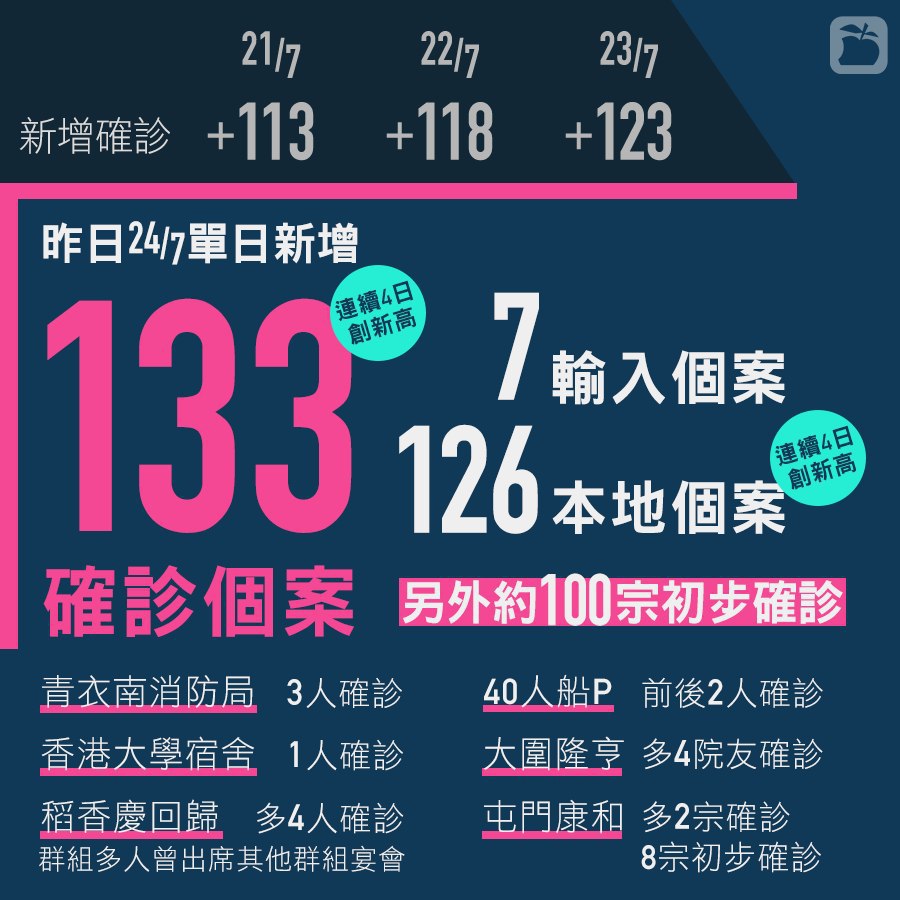 21/7
22/7
23/7
新增確診 +113 +118 +123
昨日24/7單日新增
133
連續4日
創新高
確診個案
7輸入個案
126本地個案
連續4日
創新高
另外約100宗初步確診
青衣南消防局 3人確診
香港大學宿舍 1人確診
稻香慶回歸 多4人確診
群組多人曾出席其他群組宴會
40人船P 前後2人確診
大圍隆亨 多4院友確診
屯門康和 多2宗確診
8宗初步確診